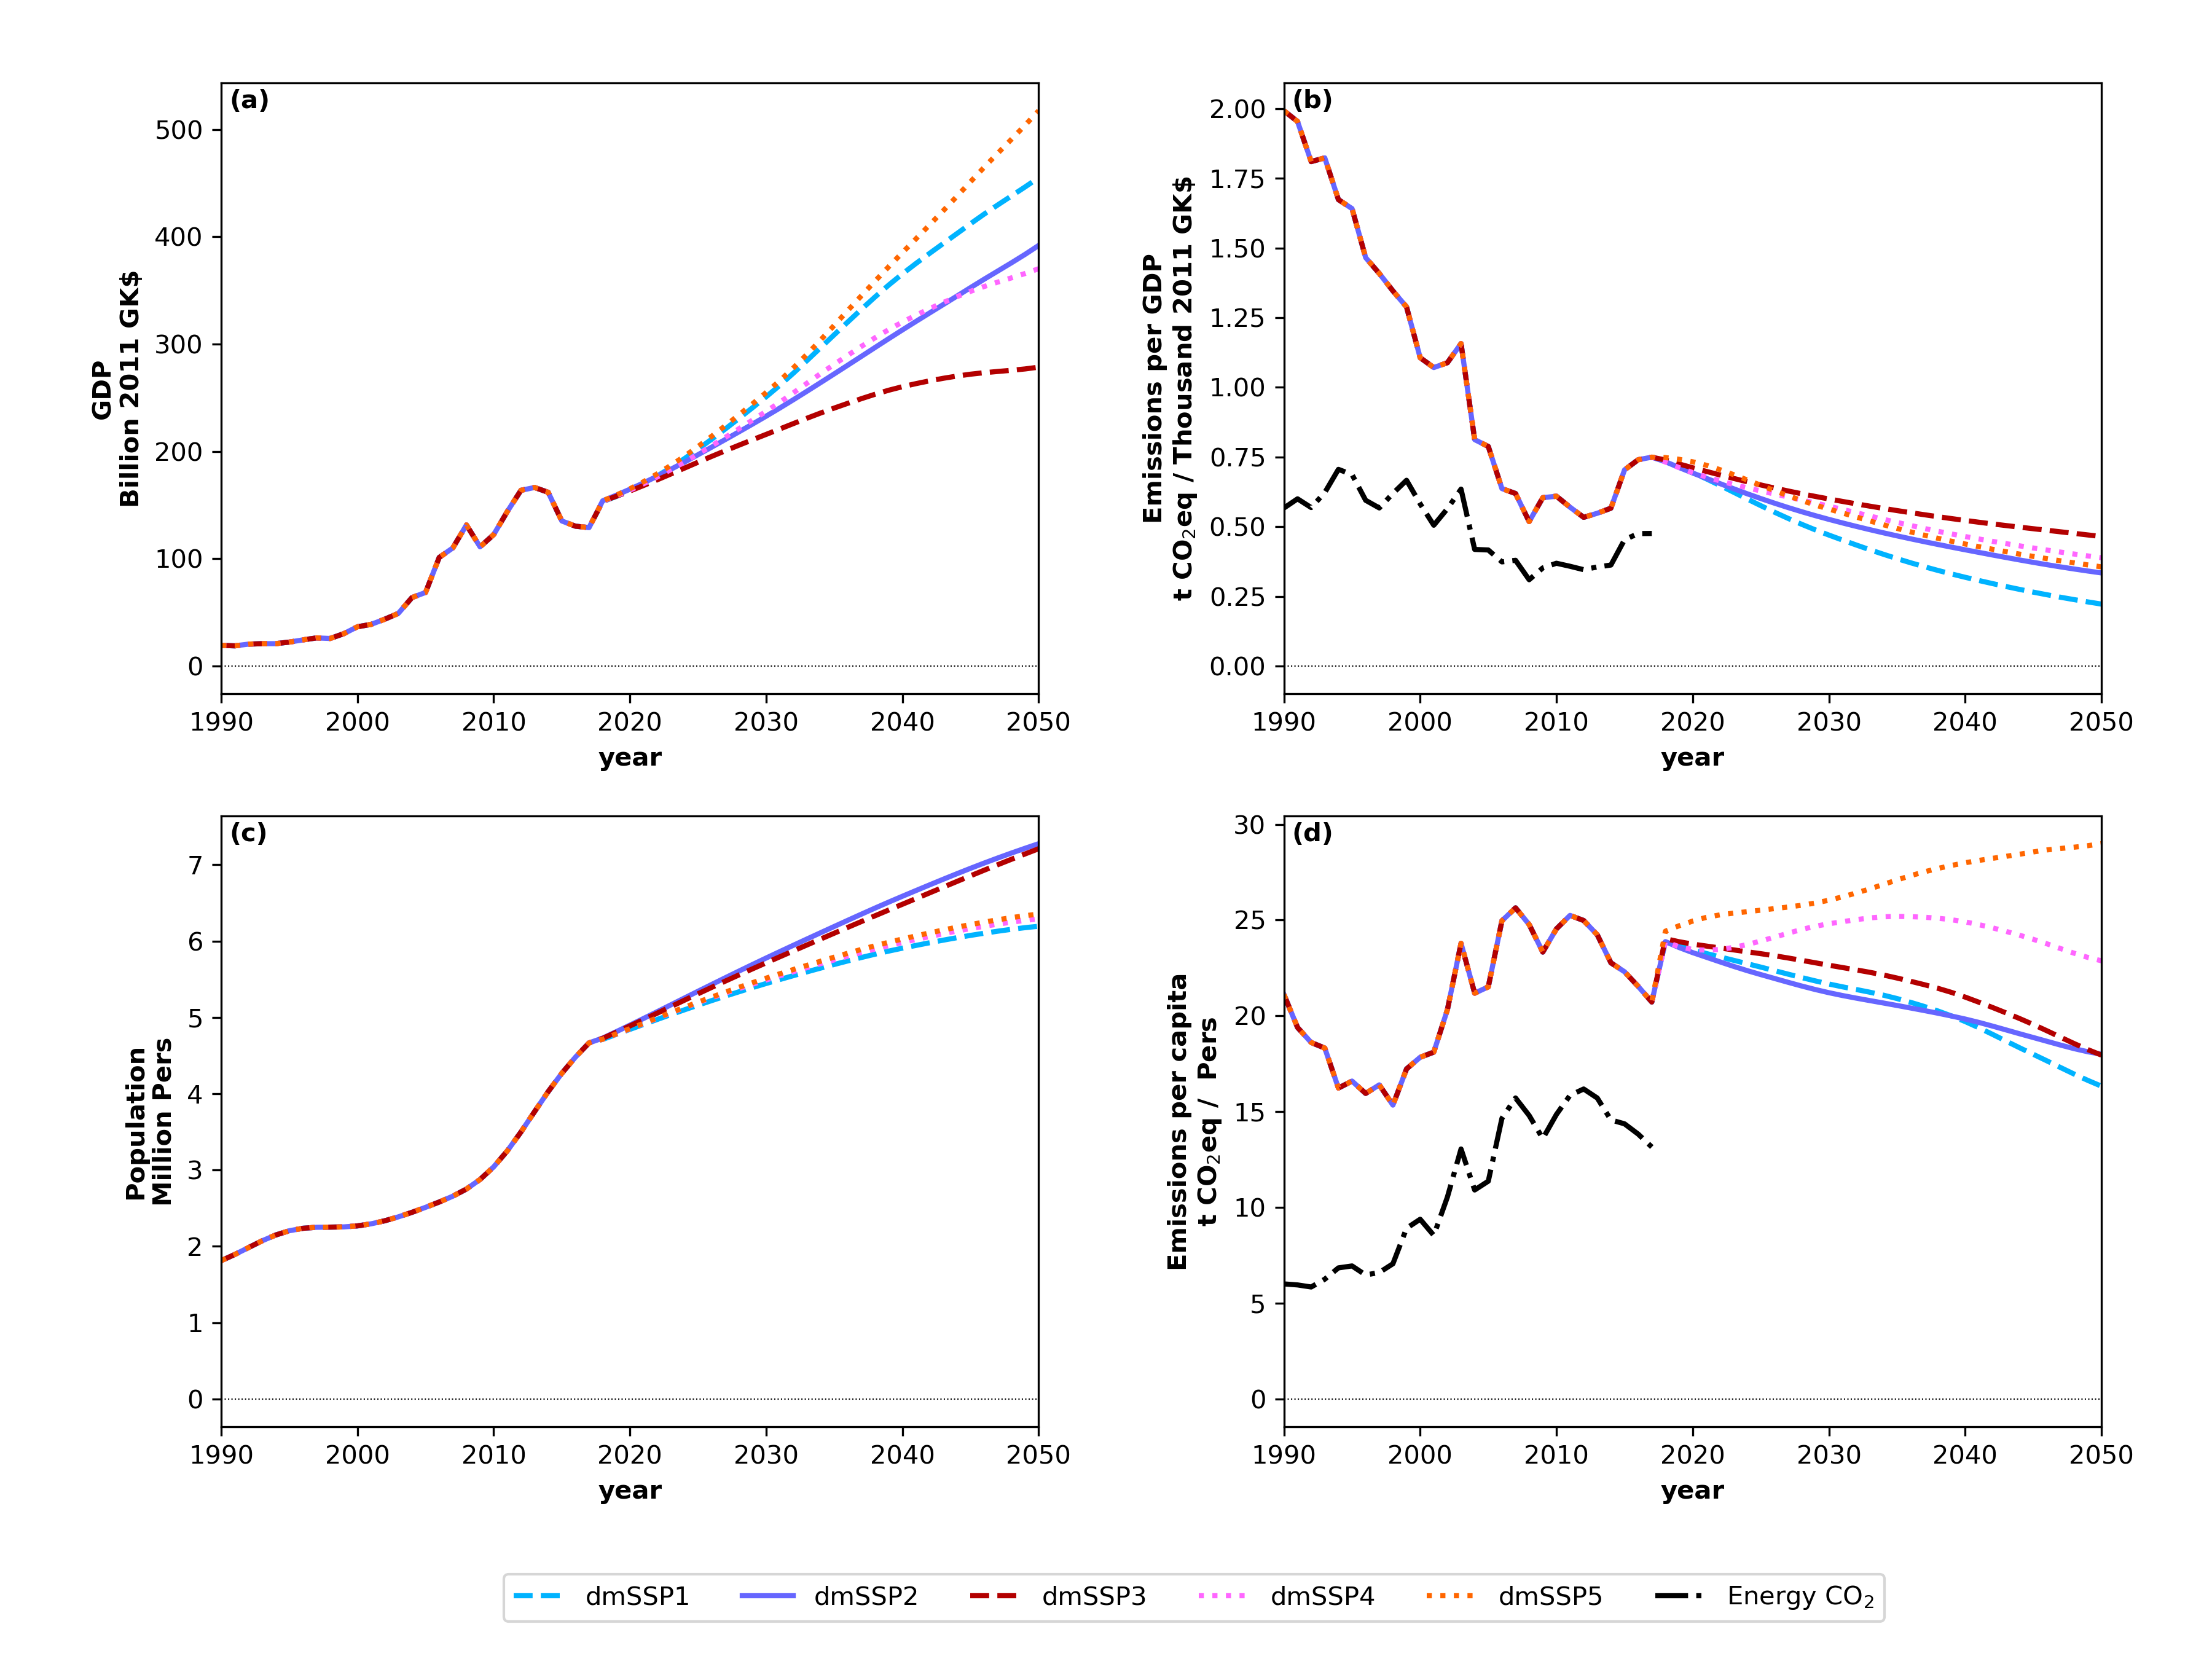 (a)
500
400
300
200
100
0
GDP
Billion 2011 GK$
1990 2000 2010 2020 2030 2040 2050
year
(b)
2.00
1.75
1.50
1.25
1.00
0.75
0.50
0.25
0.00
Emissions per GDP
t CO₂eq / Thousand 2011 GK$
1990 2000 2010 2020 2030 2040 2050
year
(c)
7
6
5
4
3
2
1
0
Population
Million Pers
1990 2000 2010 2020 2030 2040 2050
year
(d)
30
25
20
15
10
5
0
Emissions per capita
t CO₂eq / Pers
1990 2000 2010 2020 2030 2040 2050
year
dmSSP1 dmSSP2 dmSSP3 dmSSP4 dmSSP5 Energy CO₂